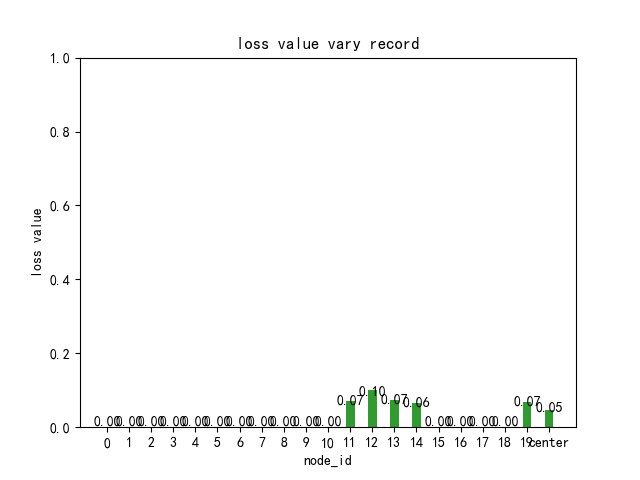 loss value vary record
1.0
0.8
0.6
0.4
0.2
0.0
loss value
0.00 0.00 0.00 0.00 0.00 0.00 0.00 0.00 0.00 0.00 0.00 0.07 0.10 0.07 0.06 0.00 0.00 0.00 0.00 0.07 0.05
0 1 2 3 4 5 6 7 8 9 10 11 12 13 14 15 16 17 18 19 center
node_id